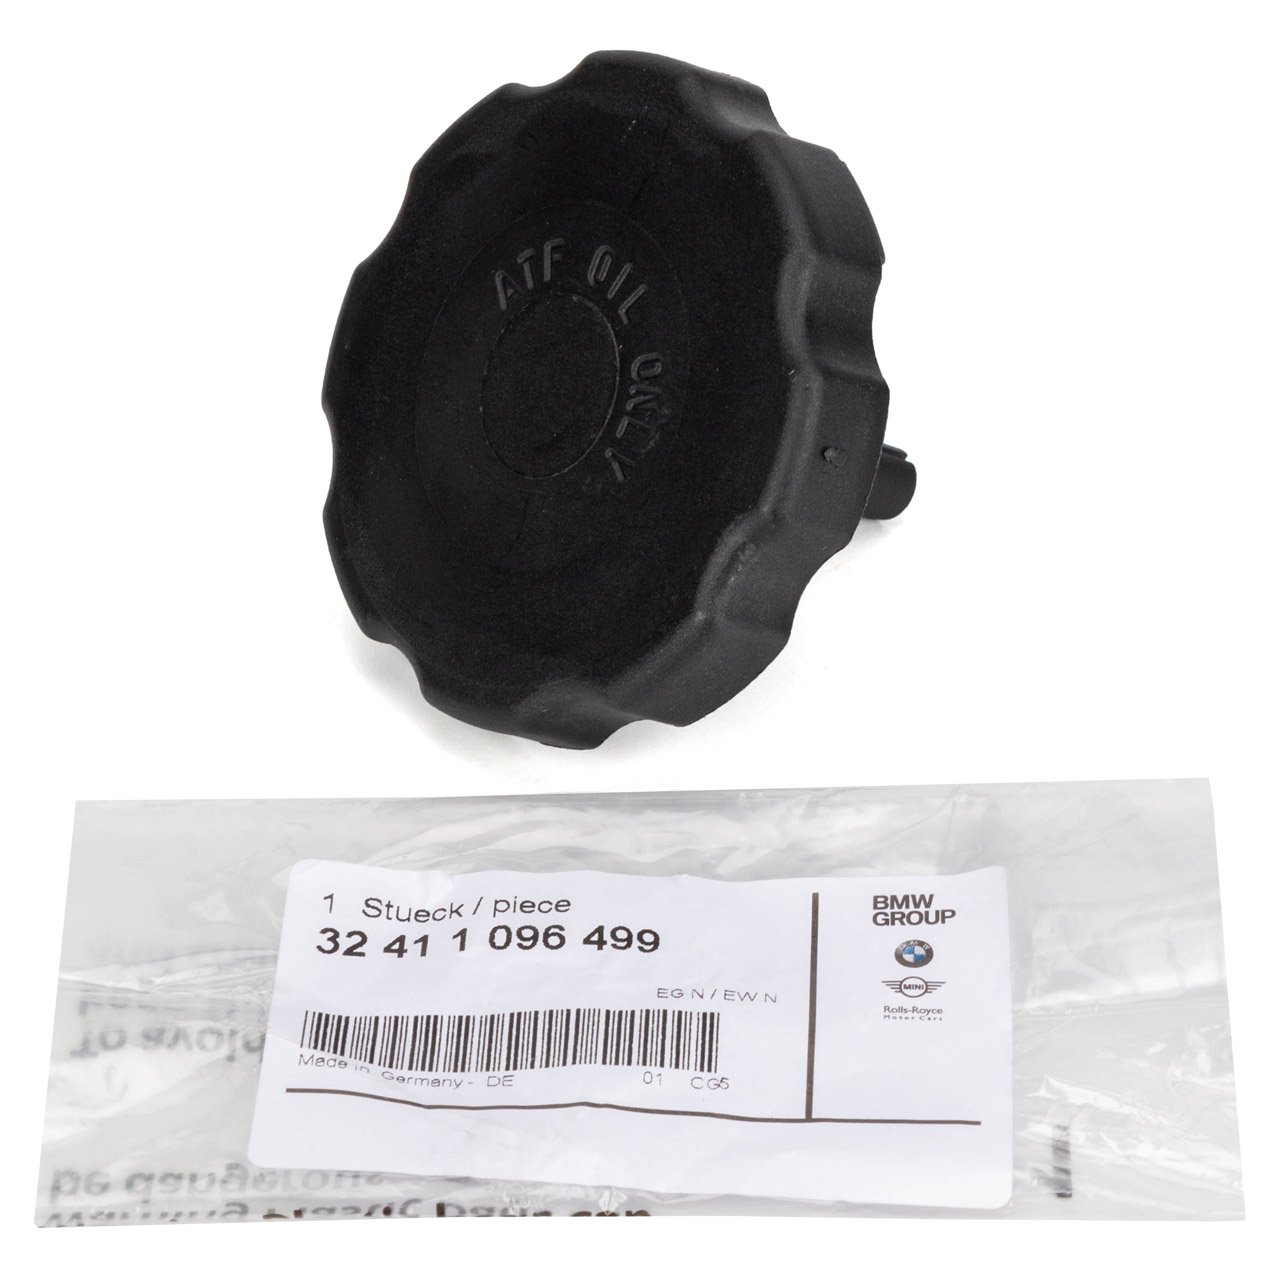 ATF OIL ONLY
1 Stueck / piece
32 41 1 096 499
EG N / EW N
Made in Germany - DE 01 CG5
BMW
GROUP
BMW
MINI
Rolls-Royce
Motor Cars
To avoid
be dangerous
Warning Plastic bags can